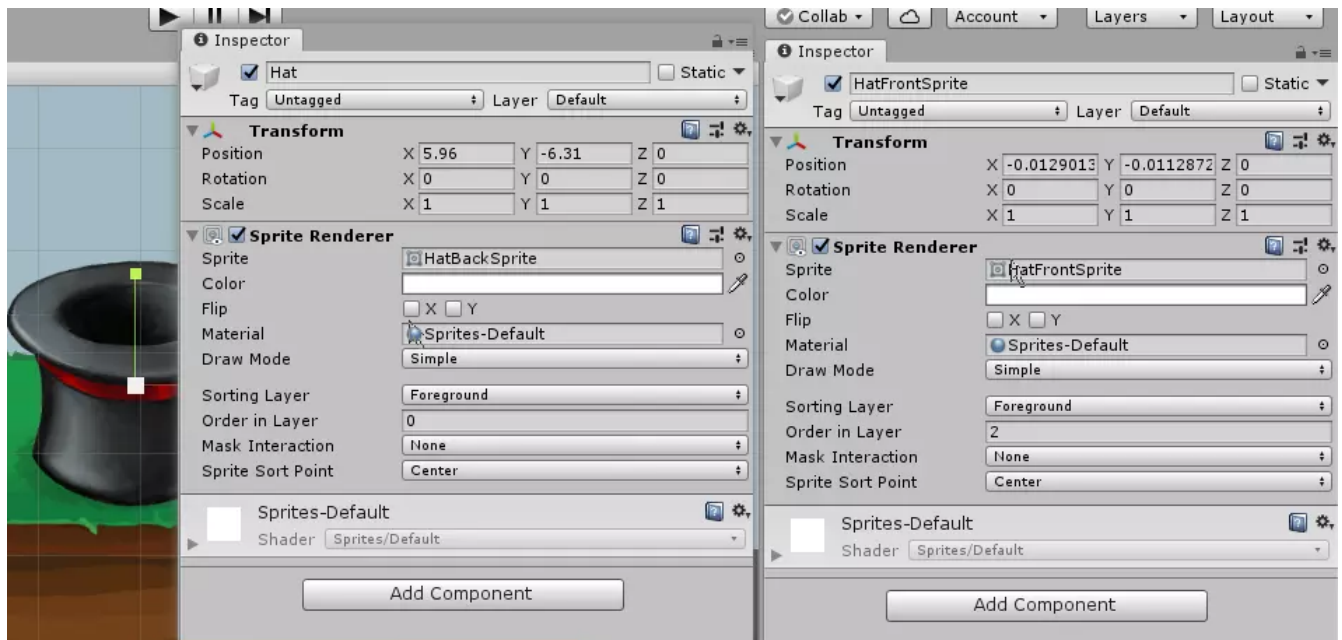 Collab
Account
Layers
Layout
Inspector
Hat
Static
Tag Untagged Layer Default
Transform
Position X 5.96 Y -6.31 Z 0
Rotation X 0 Y 0 Z 0
Scale X 1 Y 1 Z 1
Sprite Renderer
Sprite HatBackSprite
Color
Flip X Y
Material Sprites-Default
Draw Mode Simple
Sorting Layer Foreground
Order in Layer 0
Mask Interaction None
Sprite Sort Point Center
Sprites-Default
Shader Sprites/Default
Add Component
Inspector
HatFrontSprite
Static
Tag Untagged Layer Default
Transform
Position X -0.0129013 Y -0.0112872 Z 0
Rotation X 0 Y 0 Z 0
Scale X 1 Y 1 Z 1
Sprite Renderer
Sprite HatFrontSprite
Color
Flip X Y
Material Sprites-Default
Draw Mode Simple
Sorting Layer Foreground
Order in Layer 2
Mask Interaction None
Sprite Sort Point Center
Sprites-Default
Shader Sprites/Default
Add Component